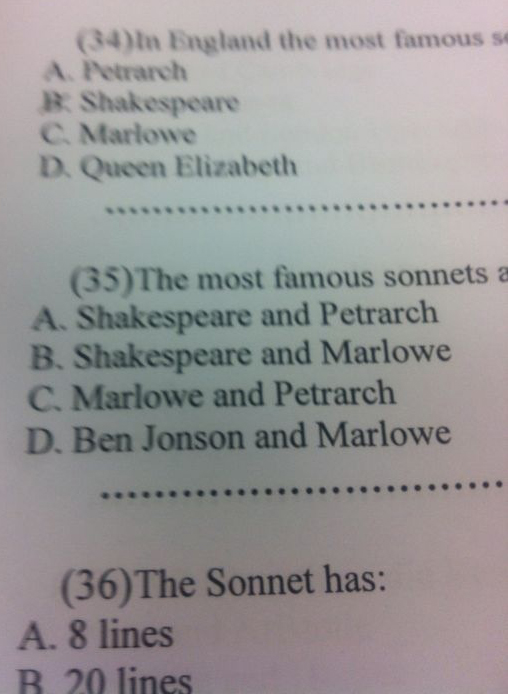 (34)In England the most famous
A. Petrarch
B. Shakespeare
C. Marlowe
D. Queen Elizabeth
(35)The most famous sonnets
A. Shakespeare and Petrarch
B. Shakespeare and Marlowe
C. Marlowe and Petrarch
D. Ben Jonson and Marlowe
(36)The Sonnet has:
A. 8 lines
B. 20 lines